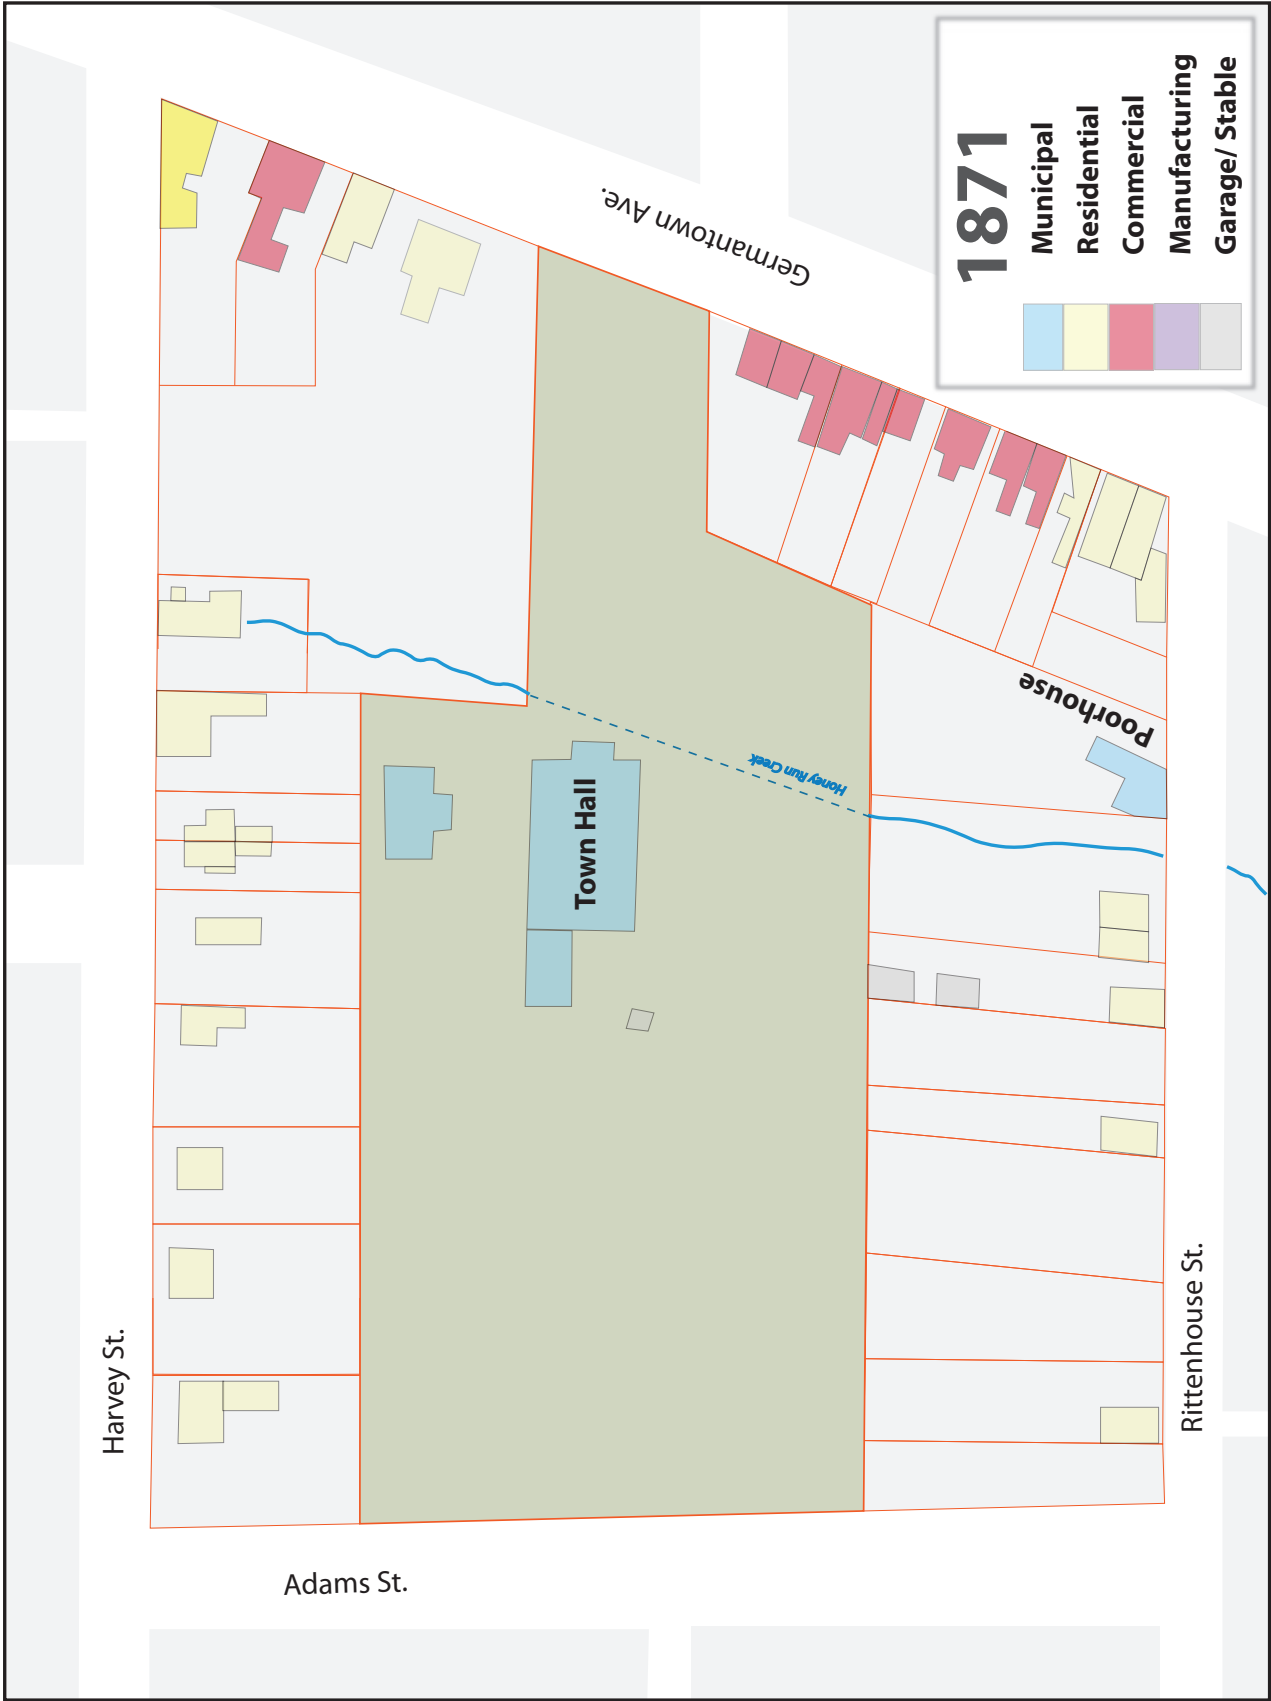 1871
Municipal
Residential
Commercial
Manufacturing
Garage/ Stable
Germantown Ave.
Poorhouse
Honey Run Creek
Town Hall
Harvey St.
Rittenhouse St.
Adams St.